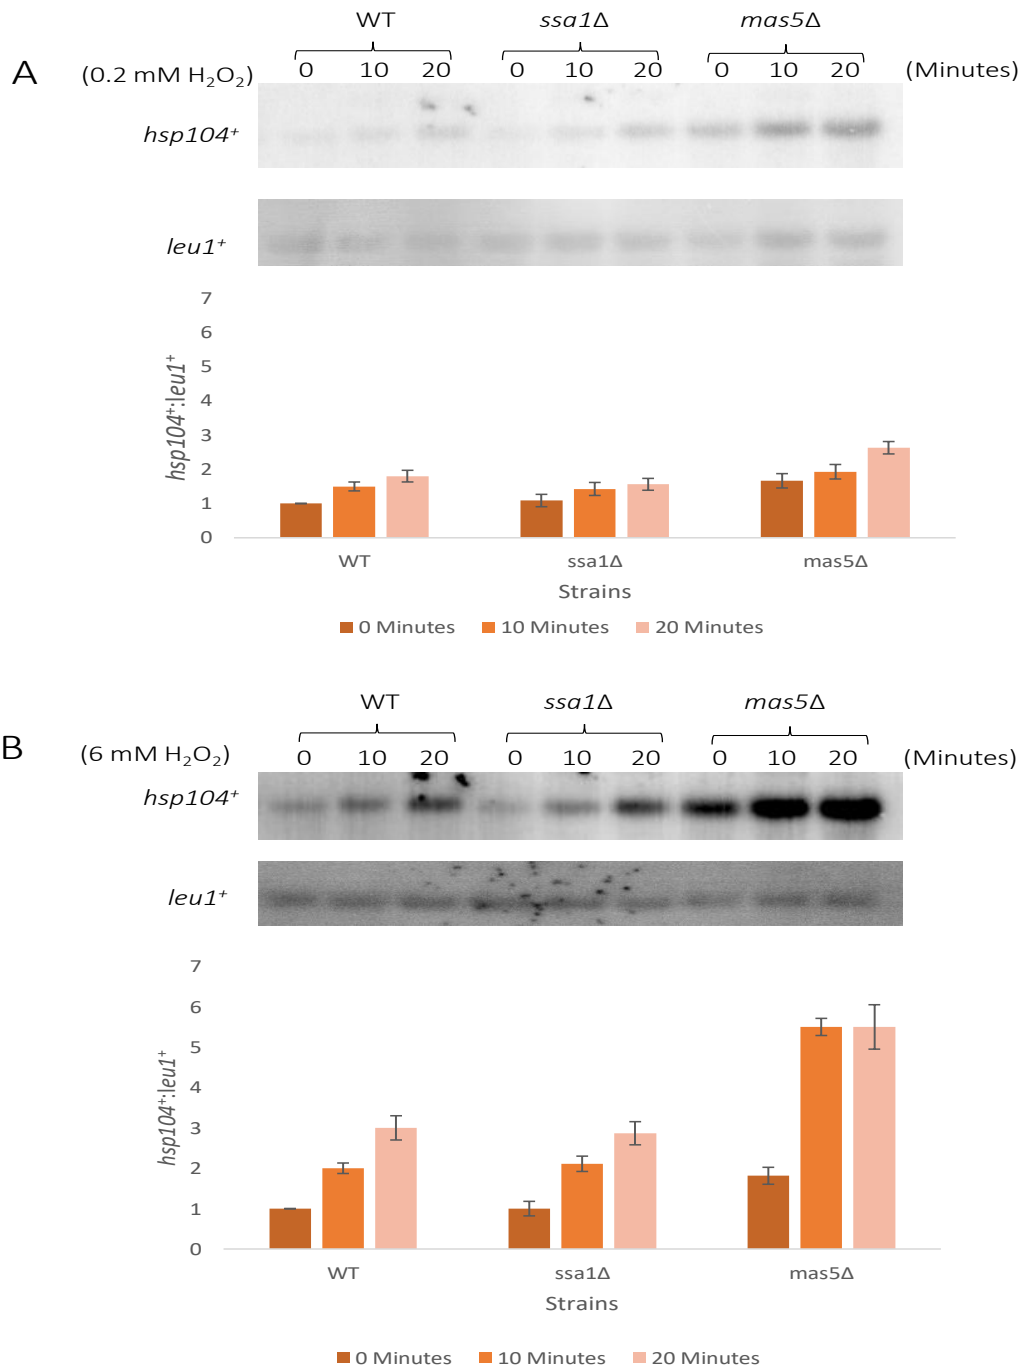 WT ssa1Δ mas5Δ
A (0.2 mM H₂O₂) 0 10 20 0 10 20 0 10 20 (Minutes)
hsp104⁺
leu1⁺
7
6
5
4
3
2
1
0
hsp104⁺:leu1⁺
WT ssa1Δ mas5Δ
Strains
0 Minutes 10 Minutes 20 Minutes
WT ssa1Δ mas5Δ
B (6 mM H₂O₂) 0 10 20 0 10 20 0 10 20 (Minutes)
hsp104⁺
leu1⁺
7
6
5
4
3
2
1
0
hsp104⁺:leu1⁺
WT ssa1Δ mas5Δ
Strains
0 Minutes 10 Minutes 20 Minutes